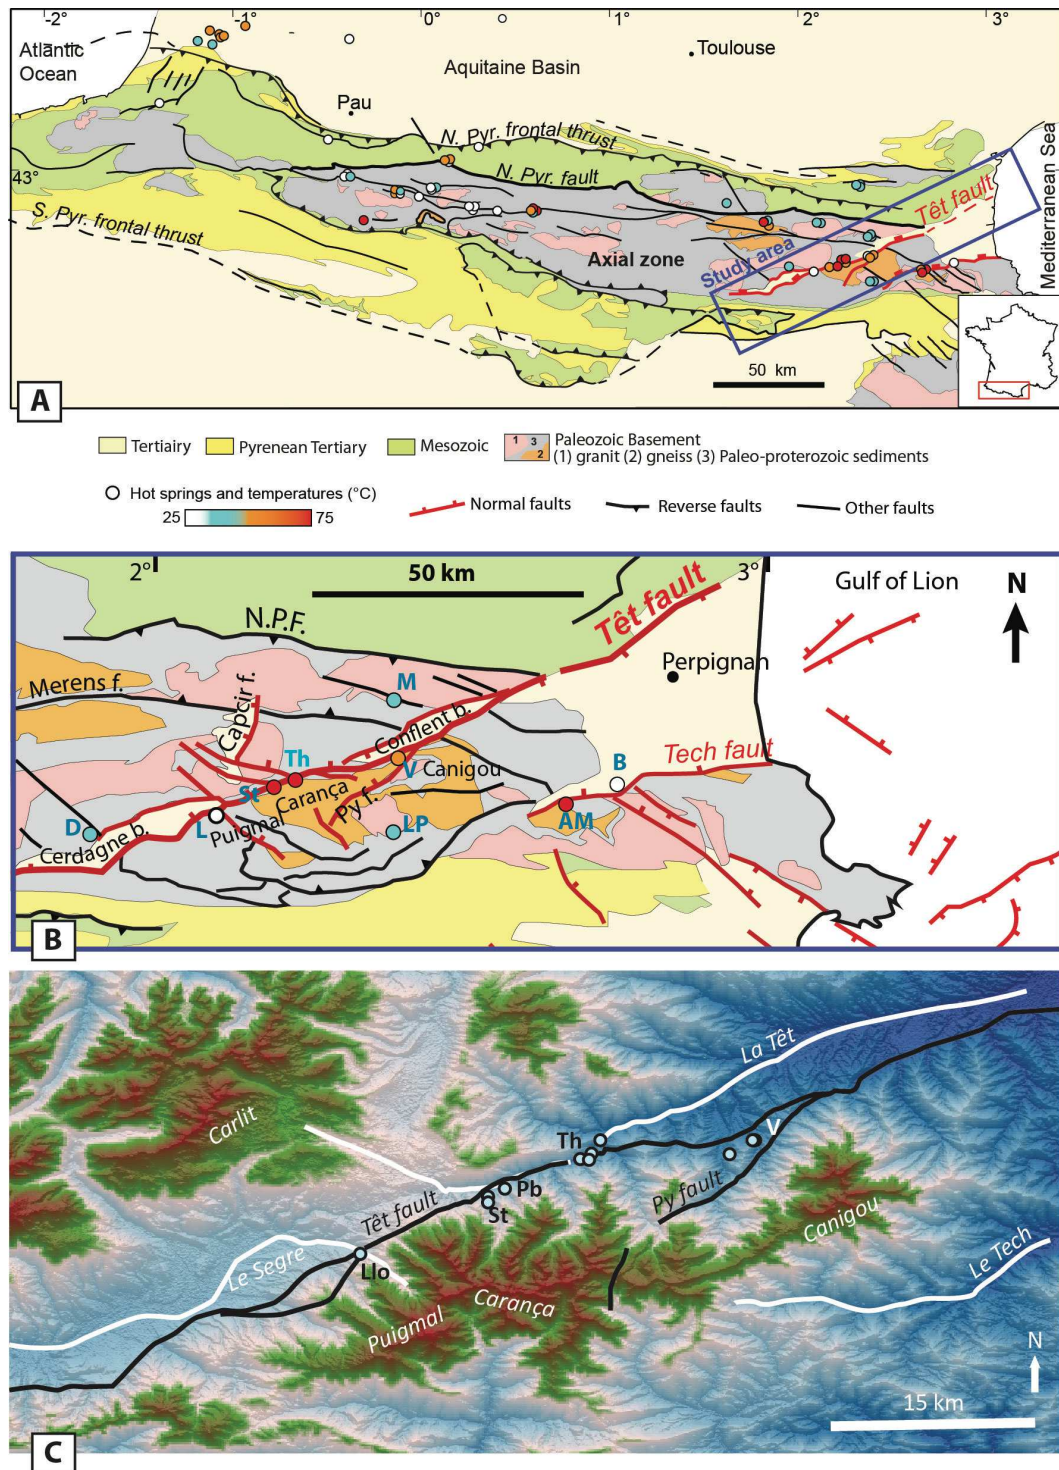 -2° -1° 0° 1° 2° 3°
Atlantic
Ocean
Toulouse
Aquitaine Basin
Pau
N. Pyr. frontal thrust
N. Pyr. fault
43°
S. Pyr. frontal thrust
Axial zone
Study area
Têt fault
Mediterranean Sea
50 km
A
Tertiairy
Pyrenean Tertiary
Mesozoic
1 3 2
Paleozoic Basement
(1) granit (2) gneiss (3) Paleo-proterozoic sediments
Hot springs and temperatures (°C)
25 75
Normal faults
Reverse faults
Other faults
2° 50 km 3°
Gulf of Lion
N
N.P.F.
Têt fault
Perpignan
Merens f.
M
Capcir f.
Conflent b.
Tech fault
Th
V
Canigou
B
St
Carança
Py f.
L
Puigmal
LP
AM
D
Cerdagne b.
B
La Têt
Carlit
Th
V
Pb
St
Py fault
Têt fault
Canigou
Le Segre
Llo
Le Tech
Carança
Puigmal
N
15 km
C